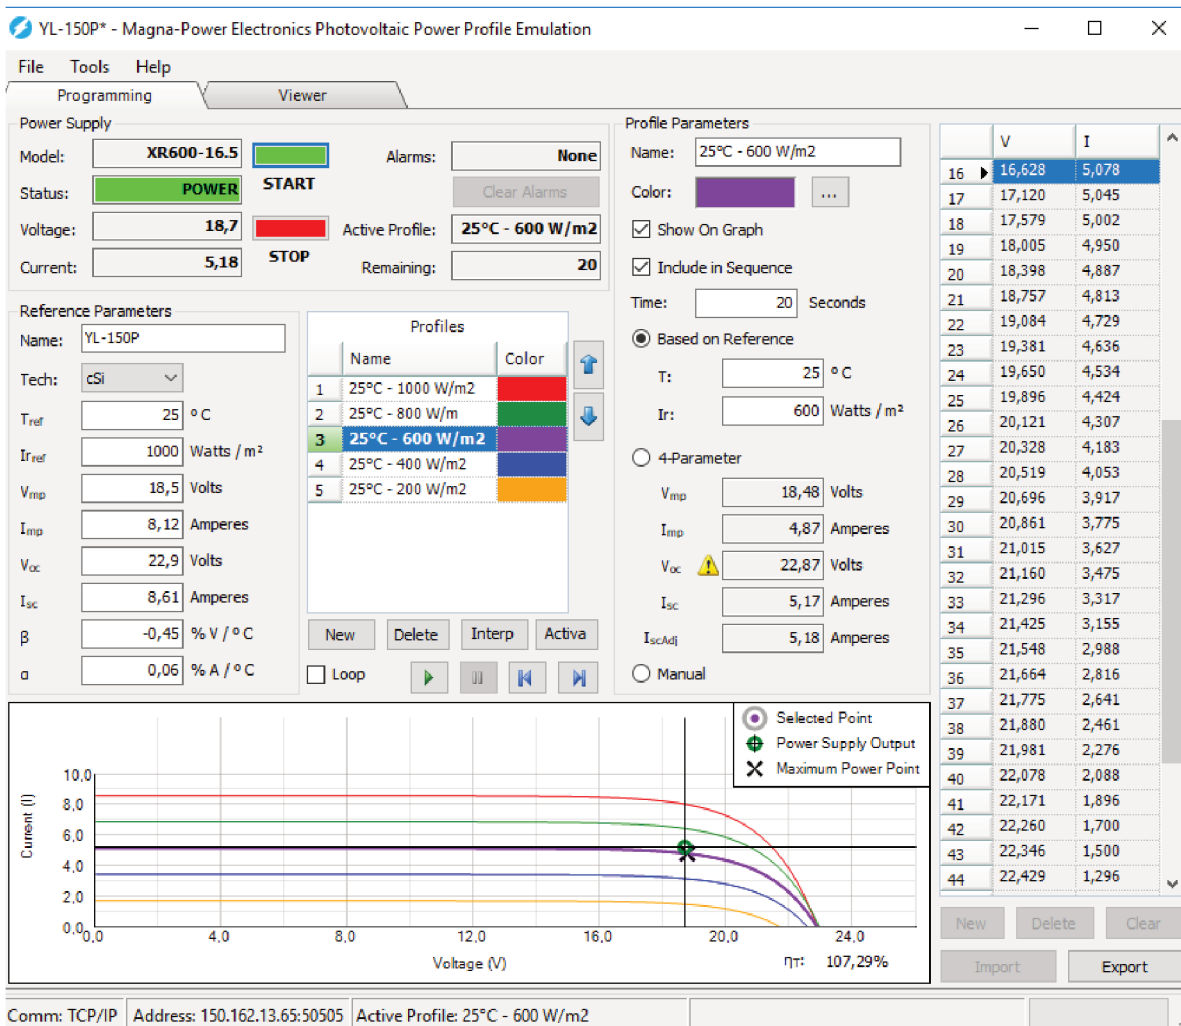 YL-150P* - Magna-Power Electronics Photovoltaic Power Profile Emulation
File Tools Help
Programming Viewer
Power Supply
Model: XR600-16.5
START
Alarms: None
Status: POWER
Clear Alarms
Voltage: 18,7
STOP
Active Profile: 25°C - 600 W/m2
Current: 5,18
Remaining: 20
Reference Parameters
Name: YL-150P
Tech: cSi
Tref 25 °C
Irref 1000 Watts / m²
Vmp 18,5 Volts
Imp 8,12 Amperes
Voc 22,9 Volts
Isc 8,61 Amperes
β -0,45 % V / °C
α 0,06 % A / °C
Profiles
Name Color
1 25°C - 1000 W/m2
2 25°C - 800 W/m
3 25°C - 600 W/m2
4 25°C - 400 W/m2
5 25°C - 200 W/m2
New Delete Interp Activa
Loop
Profile Parameters
Name: 25°C - 600 W/m2
Color: ...
Show On Graph
Include in Sequence
Time: 20 Seconds
Based on Reference
T: 25 °C
Ir: 600 Watts / m²
4-Parameter
Vmp 18,48 Volts
Imp 4,87 Amperes
Voc 22,87 Volts
Isc 5,17 Amperes
IscAdj 5,18 Amperes
Manual
V I
16 16,628 5,078
17 17,120 5,045
18 17,579 5,002
19 18,005 4,950
20 18,398 4,887
21 18,757 4,813
22 19,084 4,729
23 19,381 4,636
24 19,650 4,534
25 19,896 4,424
26 20,121 4,307
27 20,328 4,183
28 20,519 4,053
29 20,696 3,917
30 20,861 3,775
31 21,015 3,627
32 21,160 3,475
33 21,296 3,317
34 21,425 3,155
35 21,548 2,988
36 21,664 2,816
37 21,775 2,641
38 21,880 2,461
39 21,981 2,276
40 22,078 2,088
41 22,171 1,896
42 22,260 1,700
43 22,346 1,500
44 22,429 1,296
New Delete Clear
Import Export
Selected Point
Power Supply Output
Maximum Power Point
Current (I)
10,0
8,0
6,0
4,0
2,0
0,0
0,0 4,0 8,0 12,0 16,0 20,0 24,0
Voltage (V)
ηT: 107,29%
Comm: TCP/IP Address: 150.162.13.65:50505 Active Profile: 25°C - 600 W/m2